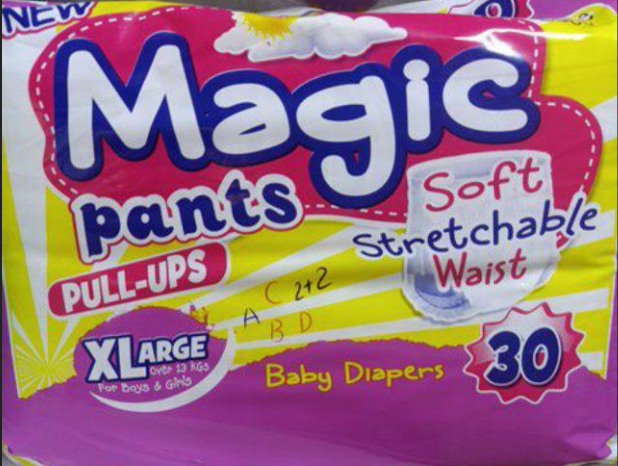 NEW
Magic
pants
PULL-UPS
Soft
Stretchable
Waist
C 2+2
A
B D
XLARGE
Over 13 KGs
For Boys & Girls
Baby Diapers
30